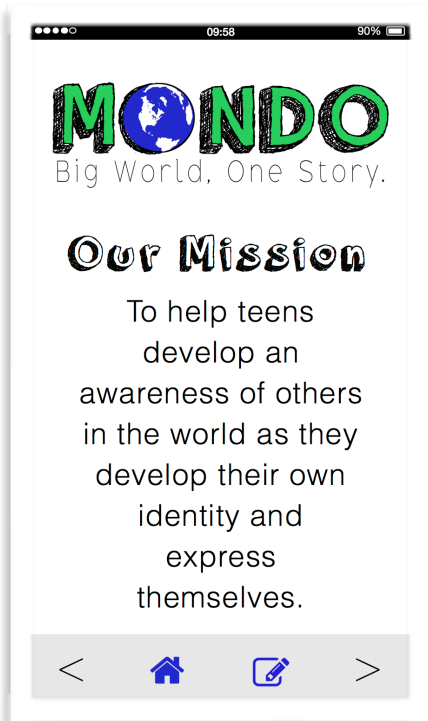 09:58 90%
MONDO
Big World, One Story.
Our Mission
To help teens
develop an
awareness of others
in the world as they
develop their own
identity and
express
themselves.
< >